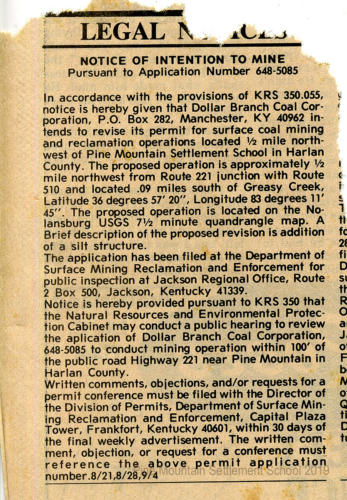 LEGAL N
NOTICE OF INTENTION TO MINE
Pursuant to Application Number 648-5085
In accordance with the provisions of KRS 350.055,
notice is hereby given that Dollar Branch Coal Cor-
poration, P.O. Box 282, Manchester, KY 40962 in-
tends to revise its permit for surface coal mining
and reclamation operations located ½ mile north-
west of Pine Mountain Settlement School in Harlan
County. The proposed operation is approximately ½
mile northwest from Route 221 junction with Route
510 and located .09 miles south of Greasy Creek,
Latitude 36 degrees 57' 20", Longitude 83 degrees 11'
45". The proposed operation is located on the No-
lansburg USGS 7½ minute quandrangle map. A
Brief description of the proposed revision is addition
of a silt structure.
The application has been filed at the Department of
Surface Mining Reclamation and Enforcement for
public inspection at Jackson Regional Office, Route
2 Box 500, Jackson, Kentucky 41339.
Notice is hereby provided pursuant to KRS 350 that
the Natural Resources and Environmental Protec-
tion Cabinet may conduct a public hearing to review
the aplication of Dollar Branch Coal Corporation,
648-5085 to conduct mining operation within 100' of
the public road Highway 221 near Pine Mountain in
Harlan County.
Written comments, objections, and/or requests for a
permit conference must be filed with the Director of
the Division of Permits, Department of Surface Min-
ing Reclamation and Enforcement, Capital Plaza
Tower, Frankfort, Kentucky 40601, within 30 days of
the final weekly advertisement. The written com-
ment, objection, or request for a conference must
reference the above permit application
number.8/21,8/28,9/4
Mountain Settlement School 2019